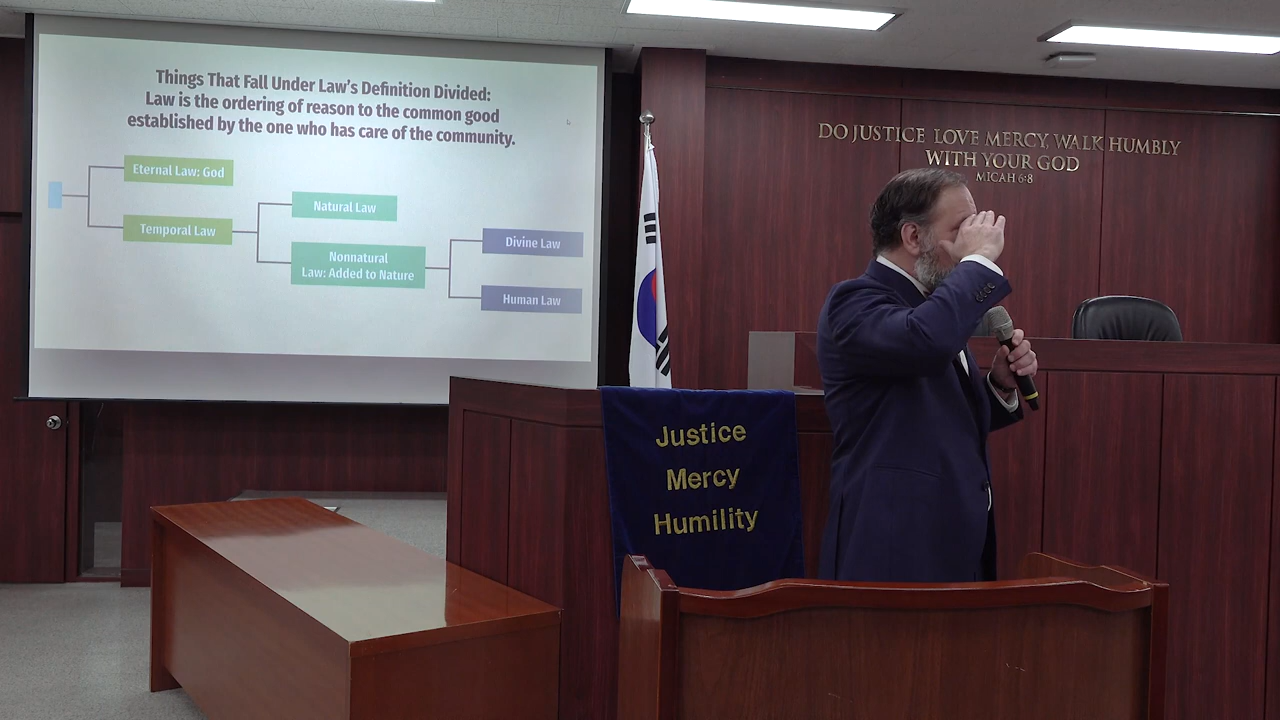 Things That Fall Under Law's Definition Divided:
Law is the ordering of reason to the common good
established by the one who has care of the community.
Eternal Law: God
Temporal Law
Natural Law
Nonnatural
Law: Added to Nature
Divine Law
Human Law
DO JUSTICE LOVE MERCY, WALK HUMBLY
WITH YOUR GOD
MICAH 6:8
Justice
Mercy
Humility